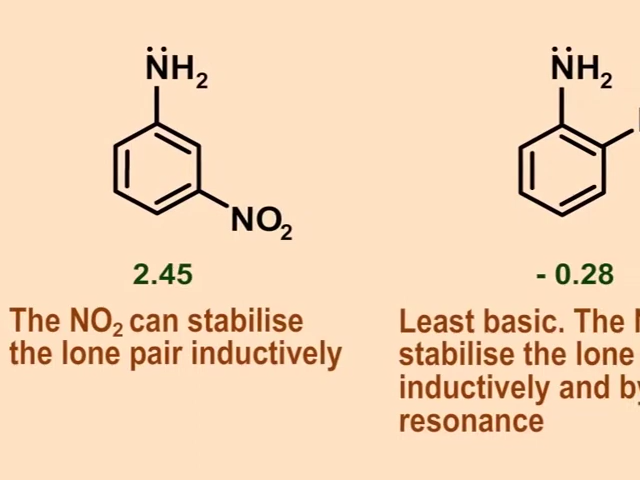 NH2
NO2
2.45
The NO2 can stabilise
the lone pair inductively
NH2
- 0.28
Least basic. The
stabilise the lone
inductively and by
resonance